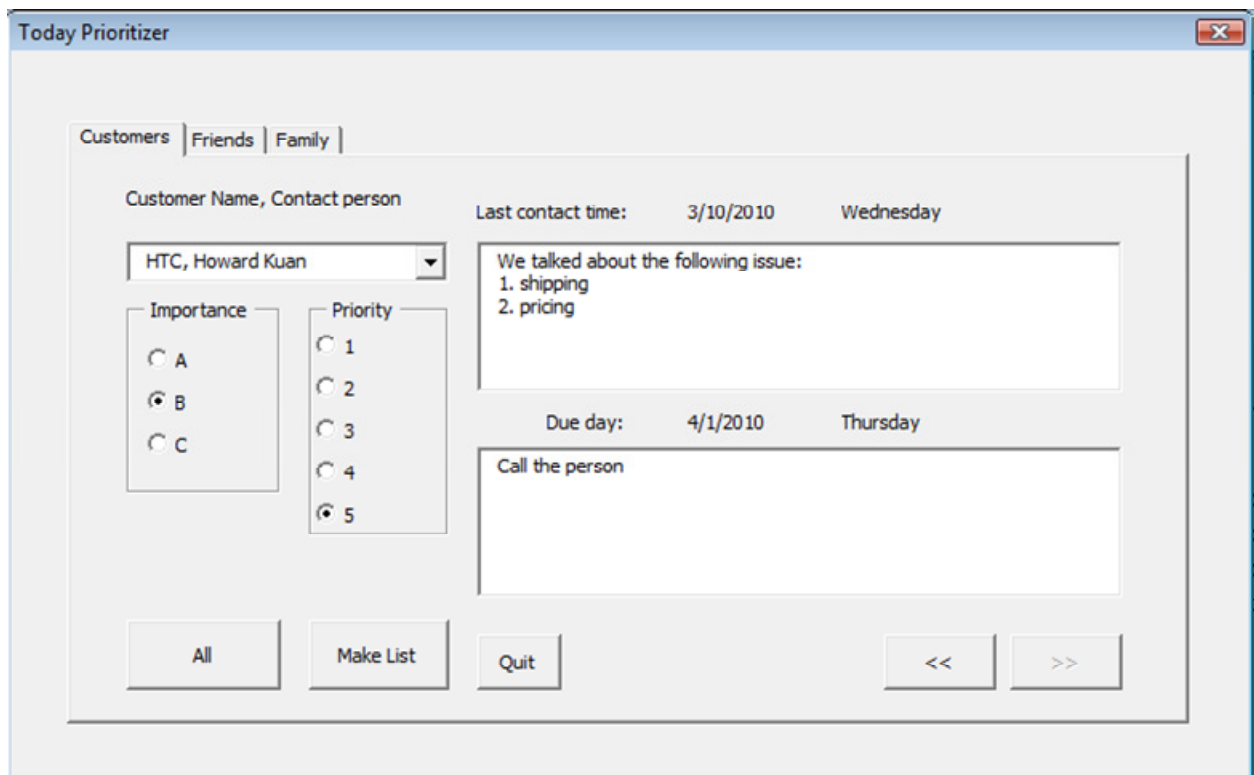 Today Prioritizer
Customers Friends Family
Customer Name, Contact person
HTC, Howard Kuan
Importance
A
B
C
Priority
1
2
3
4
5
Last contact time: 3/10/2010 Wednesday
We talked about the following issue:
1. shipping
2. pricing
Due day: 4/1/2010 Thursday
Call the person
All Make List Quit << >>